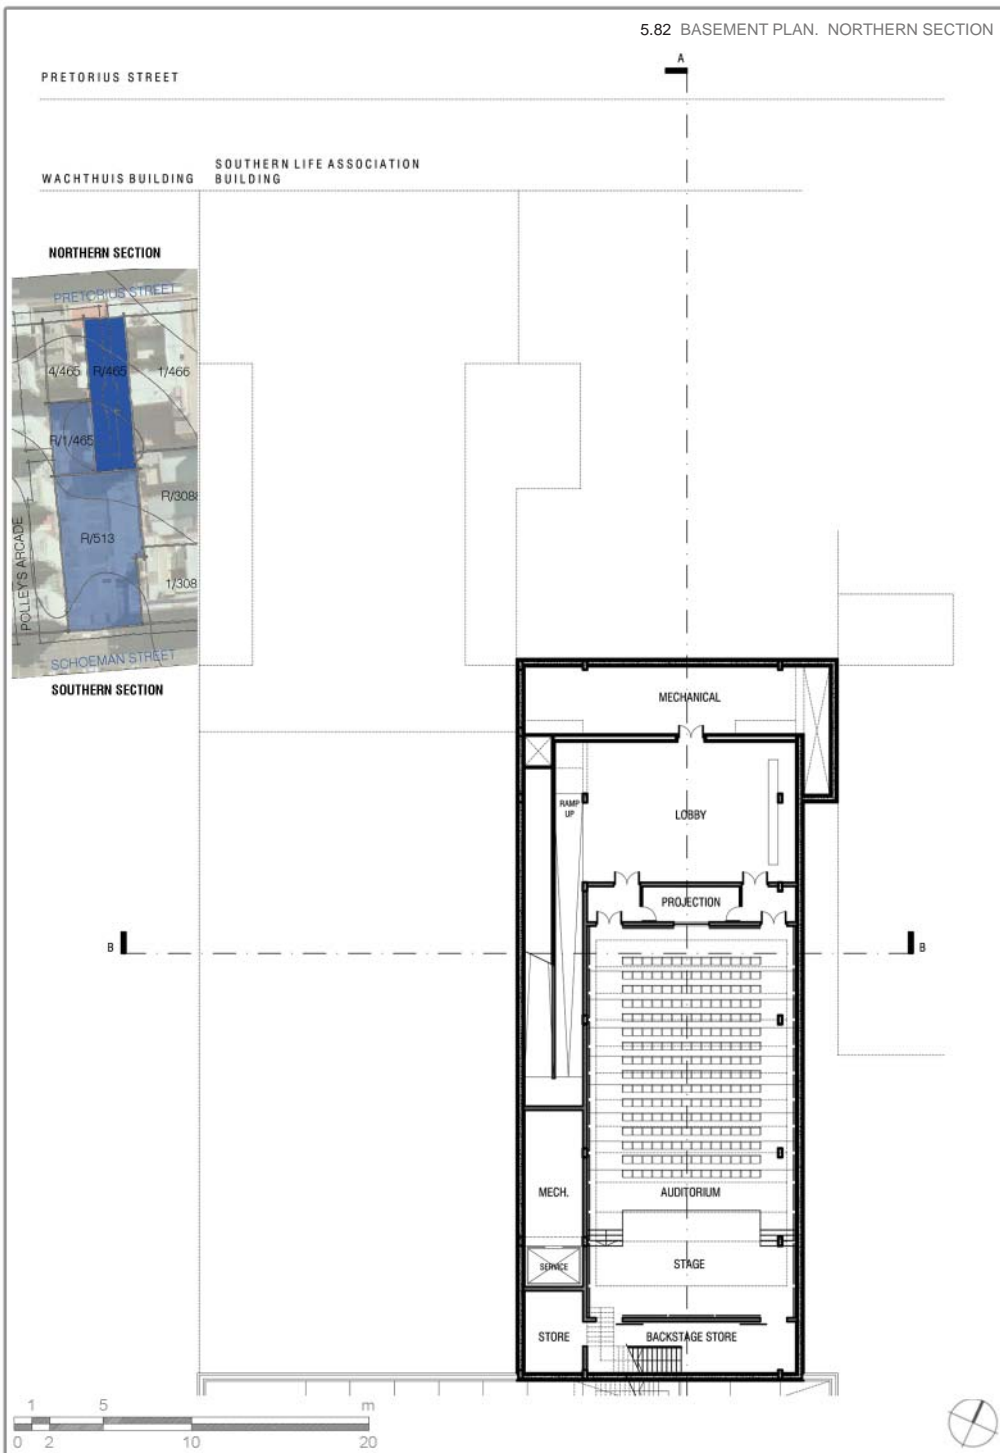 5.82 BASEMENT PLAN. NORTHERN SECTION
A
PRETORIUS STREET
WACHTHUIS BUILDING
SOUTHERN LIFE ASSOCIATION
BUILDING
NORTHERN SECTION
PRETORIUS STREET
4/465 R/465 1/466
R/1/465
R/308
R/513
1/308
POLLEY'S ARCADE
SCHOEMAN STREET
SOUTHERN SECTION
MECHANICAL
RAMP
UP
LOBBY
PROJECTION
B
B
MECH.
AUDITORIUM
SERVICE
STAGE
STORE
BACKSTAGE STORE
1 5 m
0 2 10 20